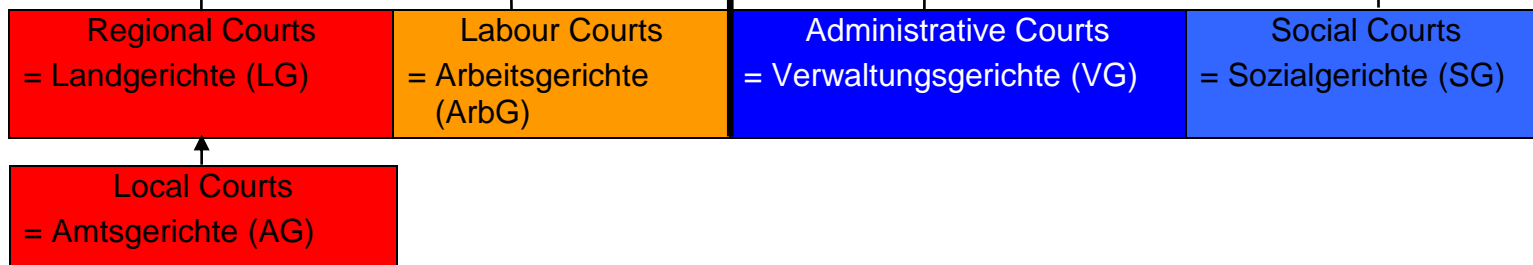 Regional Courts
= Landgerichte (LG)
Labour Courts
= Arbeitsgerichte
(ArbG)
Administrative Courts
= Verwaltungsgerichte (VG)
Social Courts
= Sozialgerichte (SG)
Local Courts
= Amtsgerichte (AG)